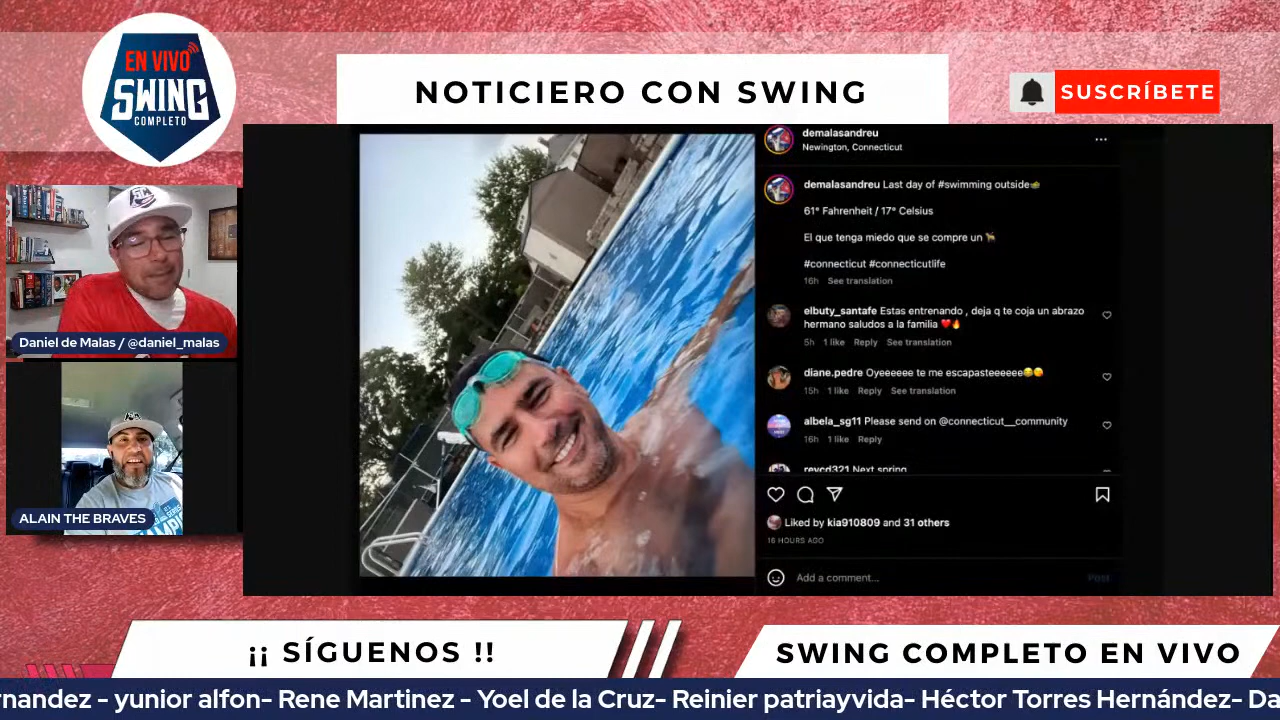 EN VIVO
SWING
COMPLETO
NOTICIERO CON SWING
SUSCRÍBETE
Daniel de Malas / @daniel_malas
ALAIN THE BRAVES
demalasandreu
Newington, Connecticut
demalasandreu Last day of #swimming outside
61° Fahrenheit / 17° Celsius
El que tenga miedo que se compre un
#connecticut #connecticutlife
16h See translation
elbuty_santafe Estas entrenando , deja q te coja un abrazo
hermano saludos a la familia ❤️🔥
5h 1 like Reply See translation
diane.pedre Oyeeeeee te me escapasteeeeee😅😘
15h 1 like Reply See translation
albela_sg11 Please send on @connecticut__community
16h 1 like Reply
reycd321 Next spring
Liked by kia910809 and 31 others
16 HOURS AGO
Add a comment...
Post
¡¡ SÍGUENOS !!
SWING COMPLETO EN VIVO
rnandez - yunior alfon- Rene Martinez - Yoel de la Cruz- Reinier patriayvida- Héctor Torres Hernández- Da